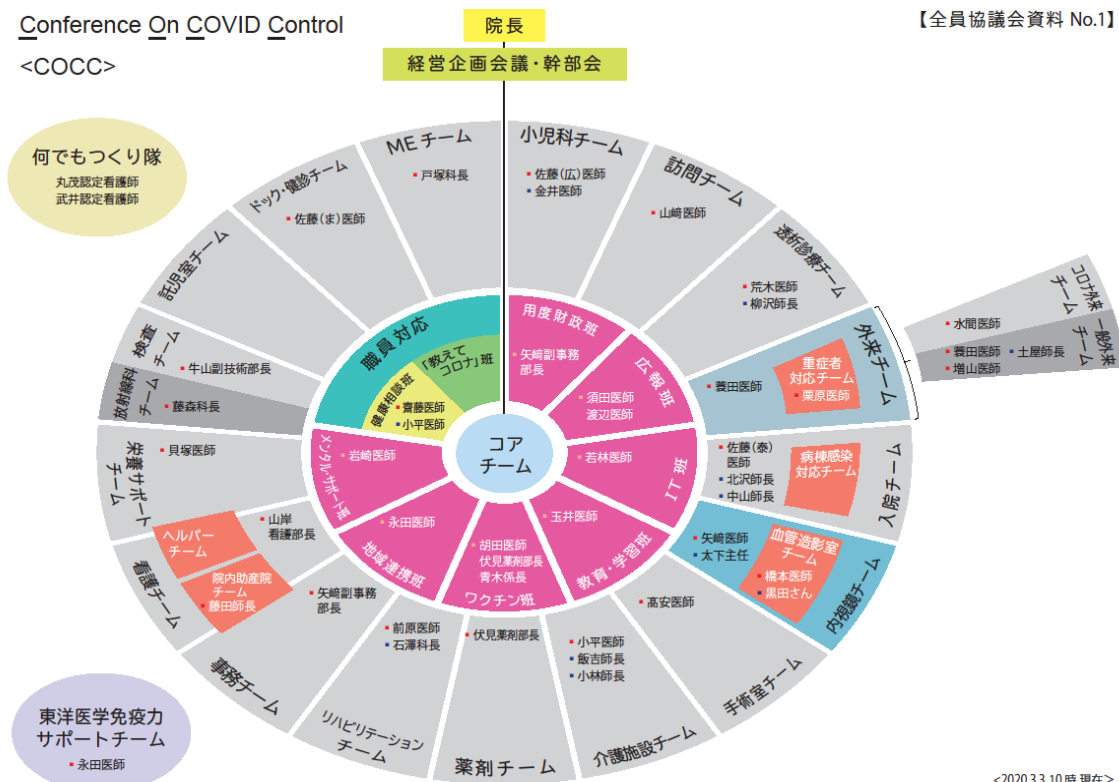 Conference On COVID Control
<COCC>
院長
経営企画会議・幹部会
【全員協議会資料 No.1】
何でもつくり隊
丸茂認定看護師
武井認定看護師
MEチーム
戸塚科長
小児科チーム
佐藤(広)医師
金井医師
訪問チーム
山﨑医師
透析診療チーム
荒木医師
柳沢師長
外来チーム
蓑田医師
重症者
対応チーム
栗原医師
コロナ外来
チーム
水間医師
一般外来
チーム
蓑田医師
土屋師長
増山医師
入院チーム
佐藤(泰)
医師
北沢師長
中山師長
病棟感染
対応チーム
内視鏡チーム
矢﨑医師
太下主任
血管造影室
チーム
橋本医師
黒田さん
手術室チーム
髙安医師
介護施設チーム
小平医師
飯吉師長
小林師長
薬剤チーム
伏見薬剤部長
リハビリテーション
チーム
前原医師
石澤科長
事務チーム
矢﨑副事務
部長
看護チーム
山岸
看護部長
ヘルパー
チーム
院内助産院
チーム
藤田師長
栄養サポート
チーム
貝塚医師
放射線科
チーム
藤森科長
検査
チーム
牛山副技術部長
託児室チーム
ドック・健診チーム
佐藤(ま)医師
職員対応
「教えて
コロナ」班
健康相談班
齋藤医師
小平医師
用度財政班
矢﨑副事務
部長
広報班
須田医師
渡辺医師
IT班
若林医師
教育・学習班
玉井医師
ワクチン班
胡田医師
伏見薬剤部長
青木係長
地域連携班
永田医師
メンタル・サポート班
岩崎医師
コア
チーム
東洋医学免疫力
サポートチーム
永田医師
<2020.3.3.10時 現在>